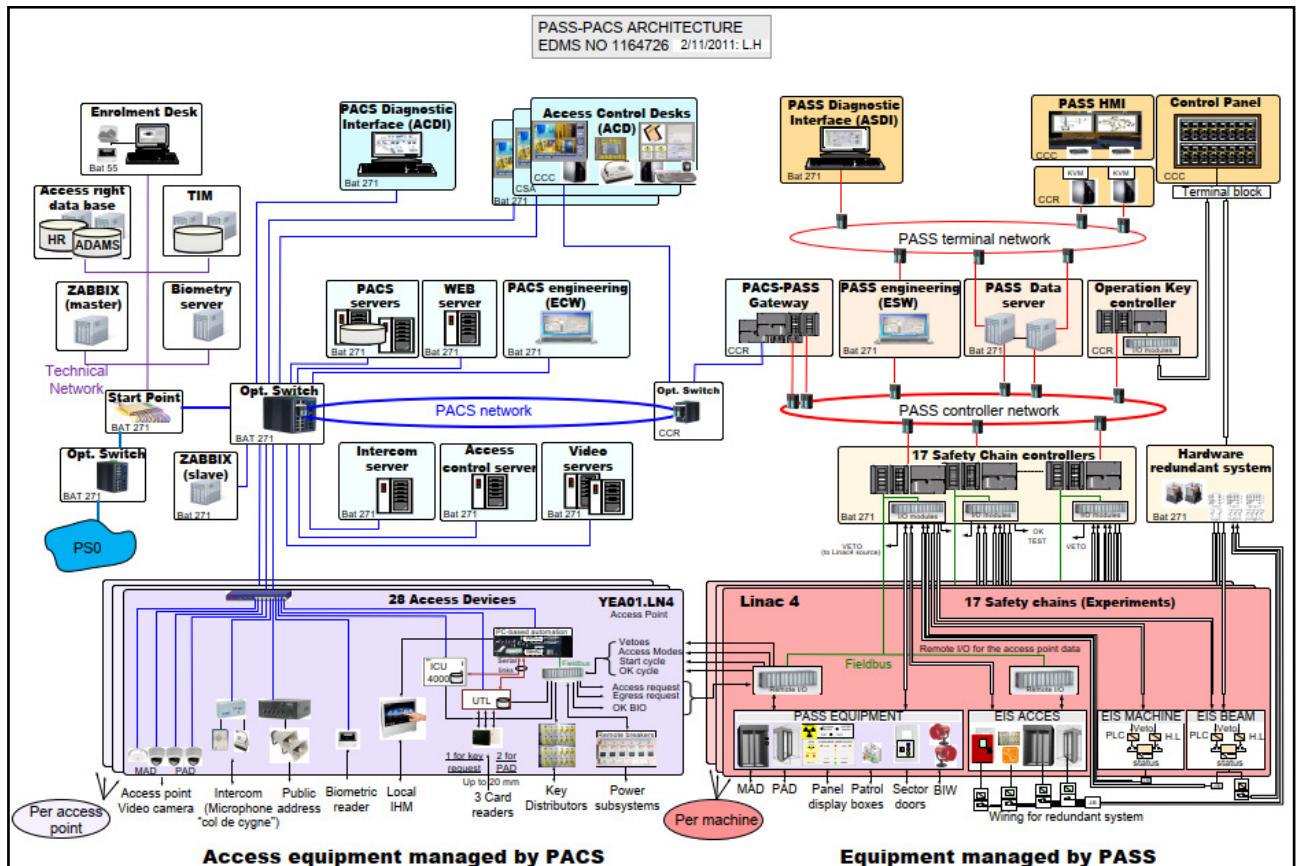 PASS-PACS ARCHITECTURE
EDMS NO 1164726 2/11/2011: L.H
Enrolment Desk
Bat 55
PACS Diagnostic
Interface (ACDI)
Bat 271
Access Control Desks
(ACD)
CCC
CSA
Bat 271
PASS Diagnostic
Interface (ASDI)
Bat 271
PASS HMI
CCC
KVM
KVM
CCR
Control Panel
CCC
Terminal block
Access right
data base
HR
ADAMS
TIM
PASS terminal network
ZABBIX
(master)
Biometry
server
PACS
servers
Bat 271
WEB
server
Bat 271
PACS engineering
(ECW)
Bat 271
PACS-PASS
Gateway
CCR
PASS engineering
(ESW)
Bat 271
PASS Data
server
Bat 271
Operation Key
controller
I/O modules
CCR
Technical
Network
Start Point
BAT 271
Opt. Switch
BAT 271
PACS network
Opt. Switch
CCR
PASS controller network
Opt. Switch
BAT 271
ZABBIX
(slave)
Bat 271
Intercom
server
Bat 271
Access
control server
Bat 271
Video
servers
Bat 271
17 Safety Chain controllers
I/O modules
I/O modules
I/O modules
Bat 271
Hardware
redundant system
Bat 271
PS0
VETO
(to Linac4 source)
OK
TEST
VETO
28 Access Devices
YEA01.LN4
Access Point
PC-based automation
Serial
links
Fieldbus
ICU
4000
UTL
Vetoes
Access Modes
Start cycle
OK cycle
Access request
Egress request
OK BIO
Remote breakers
1 for key
request
2 for
PAD
Up to 20 mm
MAD
PAD
Access point
Video camera
Intercom
(Microphone
"col de cygne")
Public
address
Biometric
reader
Local
IHM
3 Card
readers
Key
Distributors
Power
subsystems
Per access
point
Linac 4
17 Safety chains (Experiments)
Remote I/O for the access point data
Fieldbus
Remote I/O
Remote I/O
PASS EQUIPMENT
EIS ACCES
EIS MACHINE
Veto
PLC
H.L
status
EIS BEAM
Veto
PLC
H.L
status
MAD
PAD
Panel
display
Patrol
boxes
Sector
doors
BIW
Wiring for redundant system
Per machine
Access equipment managed by PACS
Equipment managed by PASS